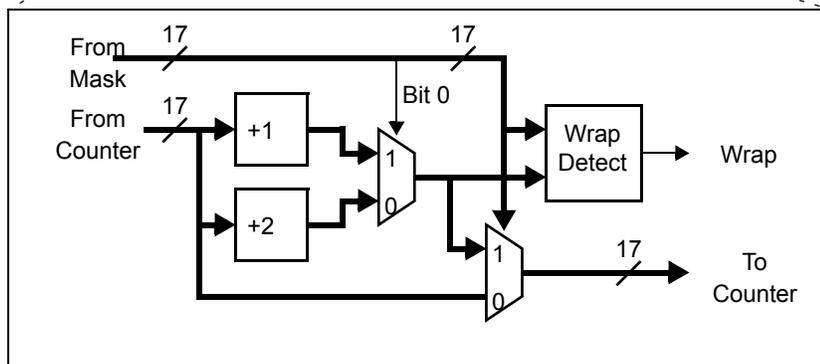 17
17
From
Mask
Bit 0
17
From
Counter
+1
1
0
Wrap
Detect
Wrap
+2
17
1
0
To
Counter